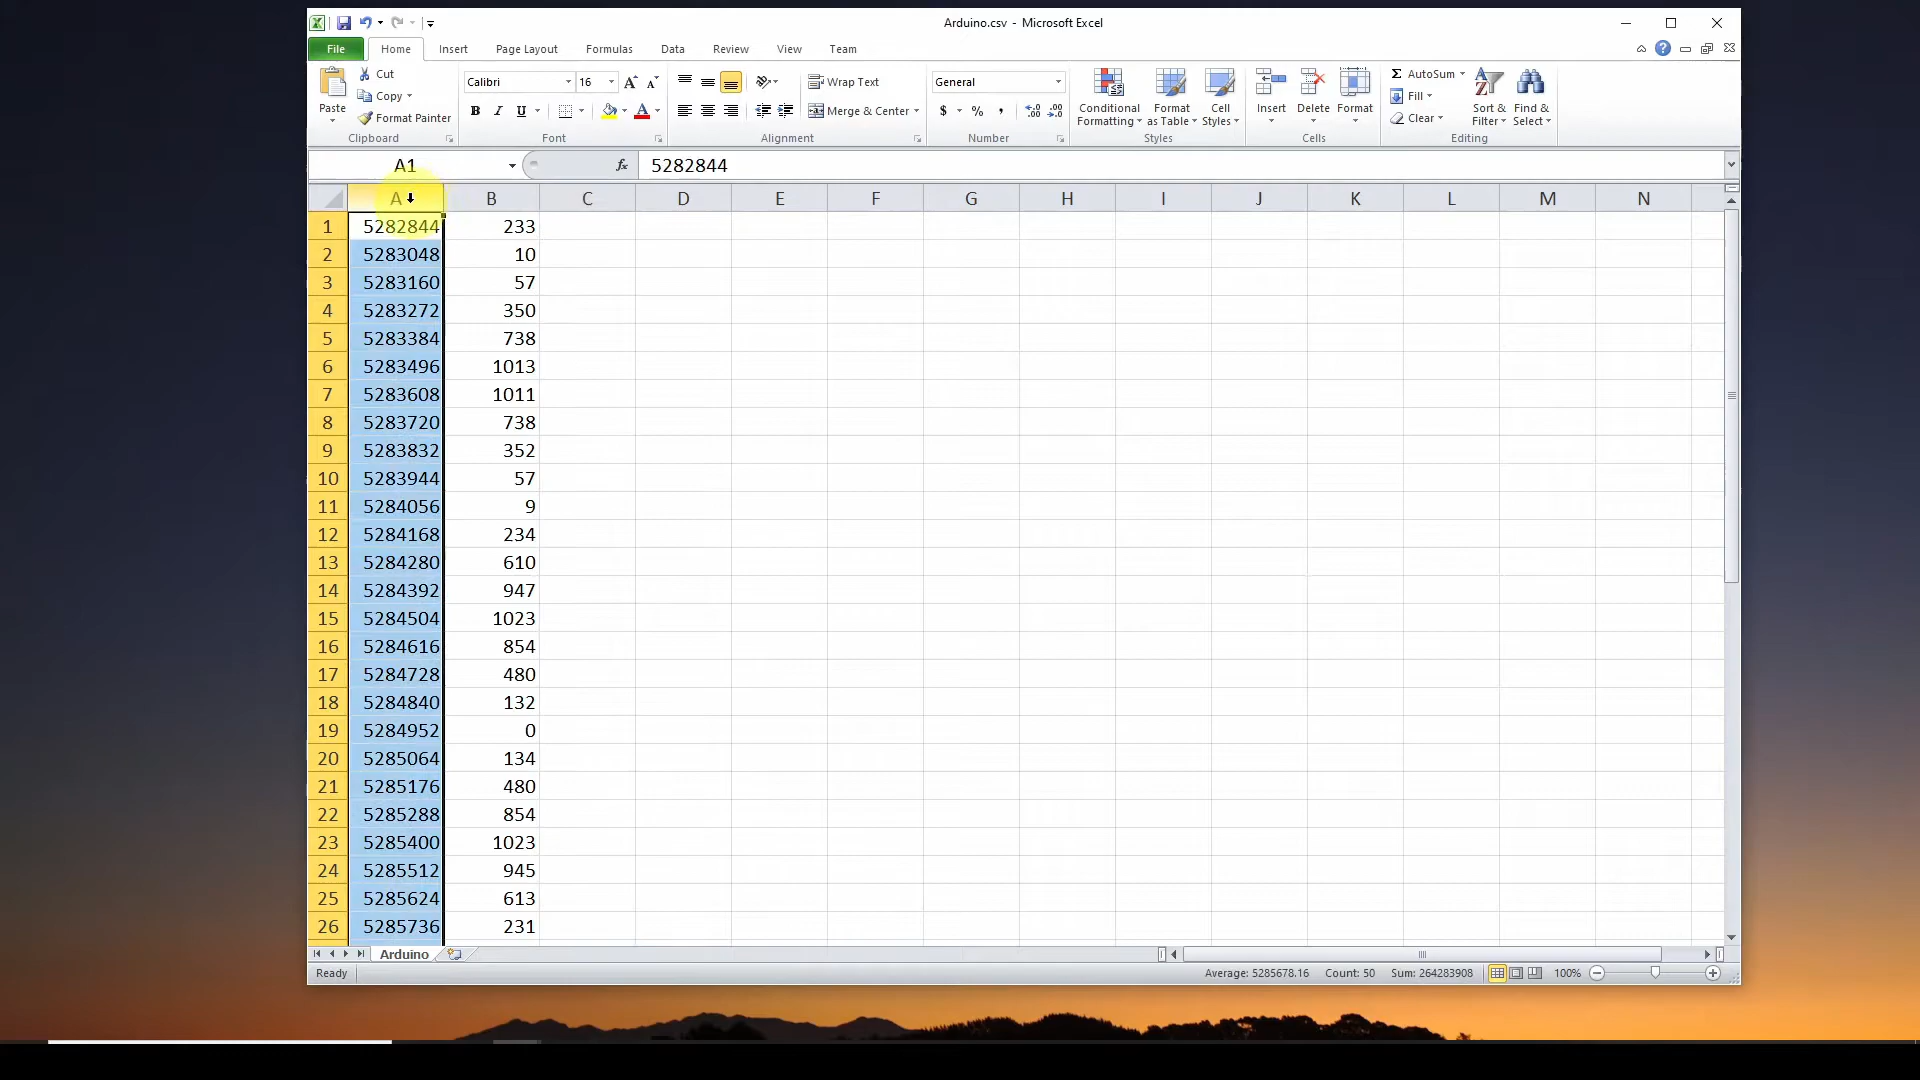 Arduino.csv - Microsoft Excel
File Home Insert Page Layout Formulas Data Review View Team
Paste
Cut
Copy
Format Painter
Clipboard
Calibri 16
B I U
Font
Wrap Text
Merge & Center
Alignment
General
$ % ,
Number
Conditional Formatting
Format as Table
Cell Styles
Styles
Insert
Delete
Format
Cells
AutoSum
Fill
Clear
Sort & Filter
Find & Select
Editing
A1 fx 5282844
A B C D E F G H I J K L M N
1 5282844 233
2 5283048 10
3 5283160 57
4 5283272 350
5 5283384 738
6 5283496 1013
7 5283608 1011
8 5283720 738
9 5283832 352
10 5283944 57
11 5284056 9
12 5284168 234
13 5284280 610
14 5284392 947
15 5284504 1023
16 5284616 854
17 5284728 480
18 5284840 132
19 5284952 0
20 5285064 134
21 5285176 480
22 5285288 854
23 5285400 1023
24 5285512 945
25 5285624 613
26 5285736 231
Arduino
Ready Average: 5285678.16 Count: 50 Sum: 264283908 100%